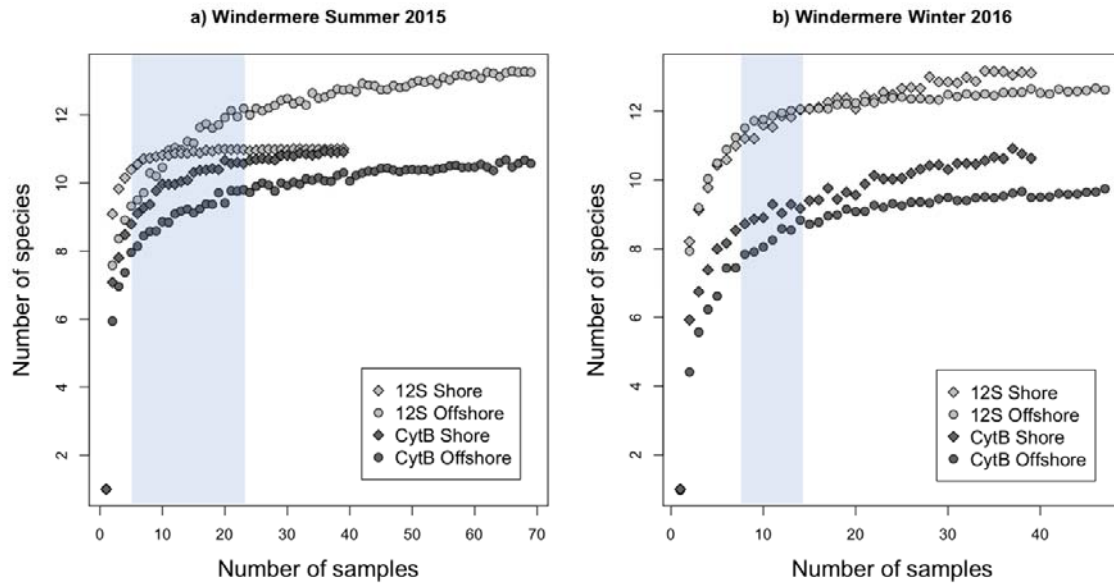 a) Windermere Summer 2015
Number of species
12
10
8
6
4
2
12S Shore
12S Offshore
CytB Shore
CytB Offshore
0 10 20 30 40 50 60 70
Number of samples
b) Windermere Winter 2016
Number of species
12
10
8
6
4
2
12S Shore
12S Offshore
CytB Shore
CytB Offshore
0 10 20 30 40
Number of samples